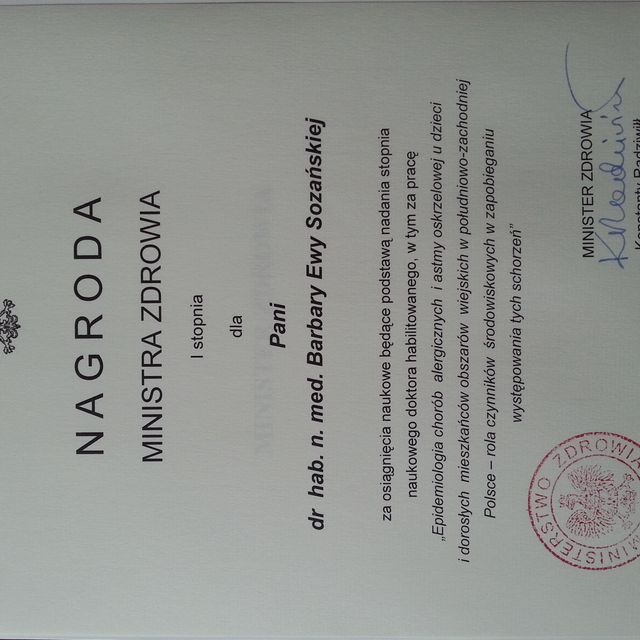 NAGRODA
MINISTRA ZDROWIA
I stopnia
dla
Pani
dr hab. n. med. Barbary Ewy Sozańskiej
za osiągnięcia naukowe będące podstawą nadania stopnia
naukowego doktora habilitowanego, w tym za pracę
„Epidemiologia chorób alergicznych i astmy oskrzelowej u dzieci
i dorosłych mieszkańców obszarów wiejskich w południowo-zachodniej
Polsce – rola czynników środowiskowych w zapobieganiu
występowania tych schorzeń"
MINISTER ZDROWIA
Konstanty Radziwiłł
MINISTERSTWO ZDROWIA